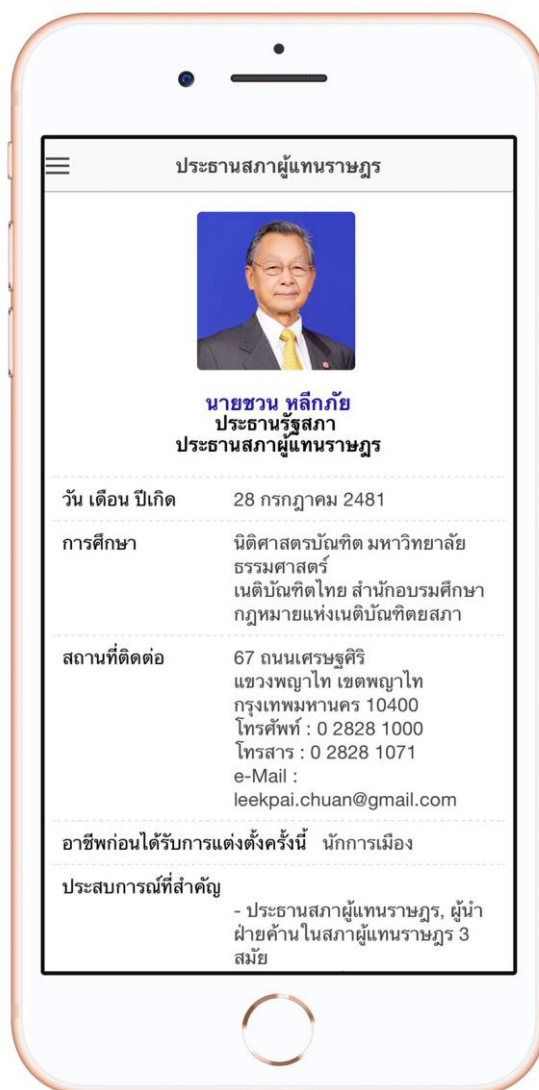 ประธานสภาผู้แทนราษฎร
นายชวน หลีกภัย
ประธานรัฐสภา
ประธานสภาผู้แทนราษฎร
วัน เดือน ปีเกิด 28 กรกฎาคม 2481
การศึกษา นิติศาสตรบัณฑิต มหาวิทยาลัย
ธรรมศาสตร์
เนติบัณฑิตไทย สำนักอบรมศึกษา
กฎหมายแห่งเนติบัณฑิตยสภา
สถานที่ติดต่อ 67 ถนนเศรษฐศิริ
แขวงพญาไท เขตพญาไท
กรุงเทพมหานคร 10400
โทรศัพท์ : 0 2828 1000
โทรสาร : 0 2828 1071
e-Mail :
leekpai.chuan@gmail.com
อาชีพก่อนได้รับการแต่งตั้งครั้งนี้ นักการเมือง
ประสบการณ์ที่สำคัญ
- ประธานสภาผู้แทนราษฎร, ผู้นำ
ฝ่ายค้านในสภาผู้แทนราษฎร 3
สมัย